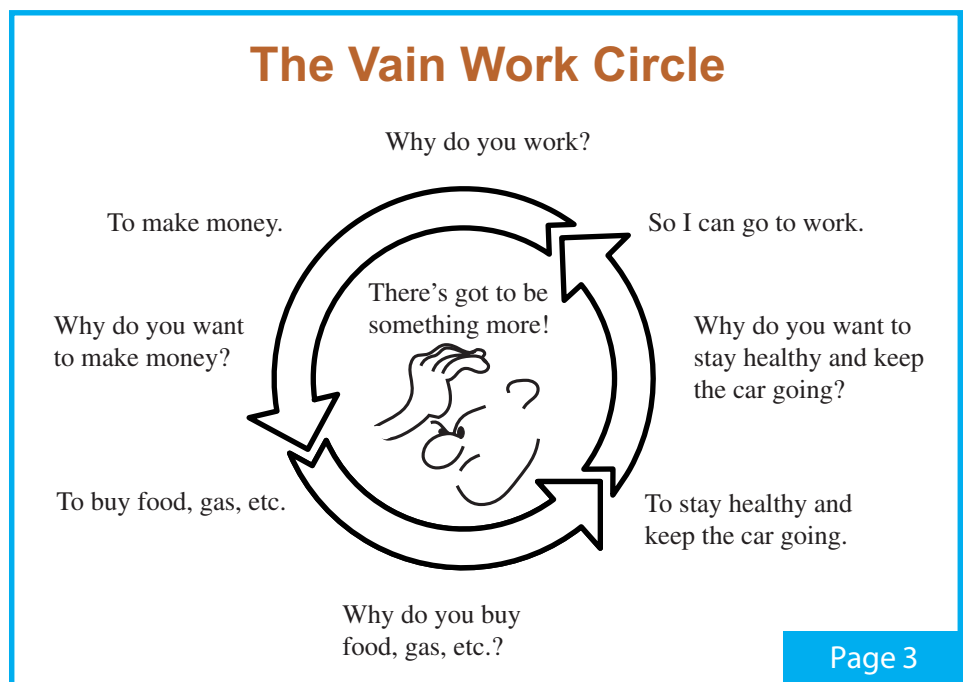 The Vain Work Circle
Why do you work?
To make money.
Why do you want
to make money?
To buy food, gas, etc.
Why do you buy
food, gas, etc.?
To stay healthy and
keep the car going.
Why do you want to
stay healthy and keep
the car going?
So I can go to work.
There’s got to be
something more!
Page 3